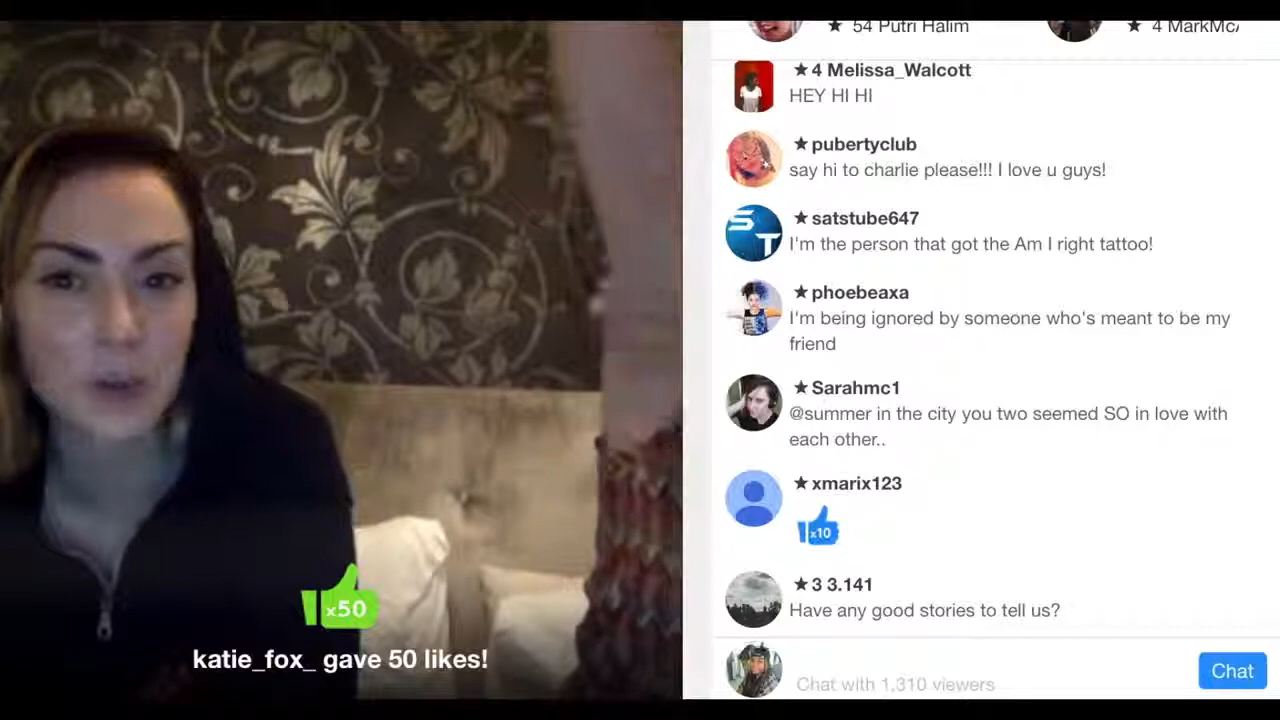 ★ 54 Putri Halim
★ 4 MarkMc
★4 Melissa_Walcott
HEY HI HI
★pubertyclub
say hi to charlie please!!! I love u guys!
ST
★satstube647
I'm the person that got the Am I right tattoo!
★phoebeaxa
I'm being ignored by someone who's meant to be my
friend
★Sarahmc1
@summer in the city you two seemed SO in love with
each other..
★xmarix123
x10
★3 3.141
Have any good stories to tell us?
Chat with 1,310 viewers
Chat
x50
katie_fox_ gave 50 likes!